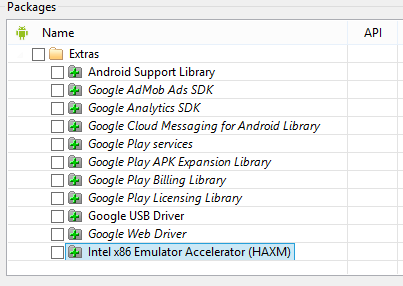 Packages
Name API
Extras
Android Support Library
Google AdMob Ads SDK
Google Analytics SDK
Google Cloud Messaging for Android Library
Google Play services
Google Play APK Expansion Library
Google Play Billing Library
Google Play Licensing Library
Google USB Driver
Google Web Driver
Intel x86 Emulator Accelerator (HAXM)